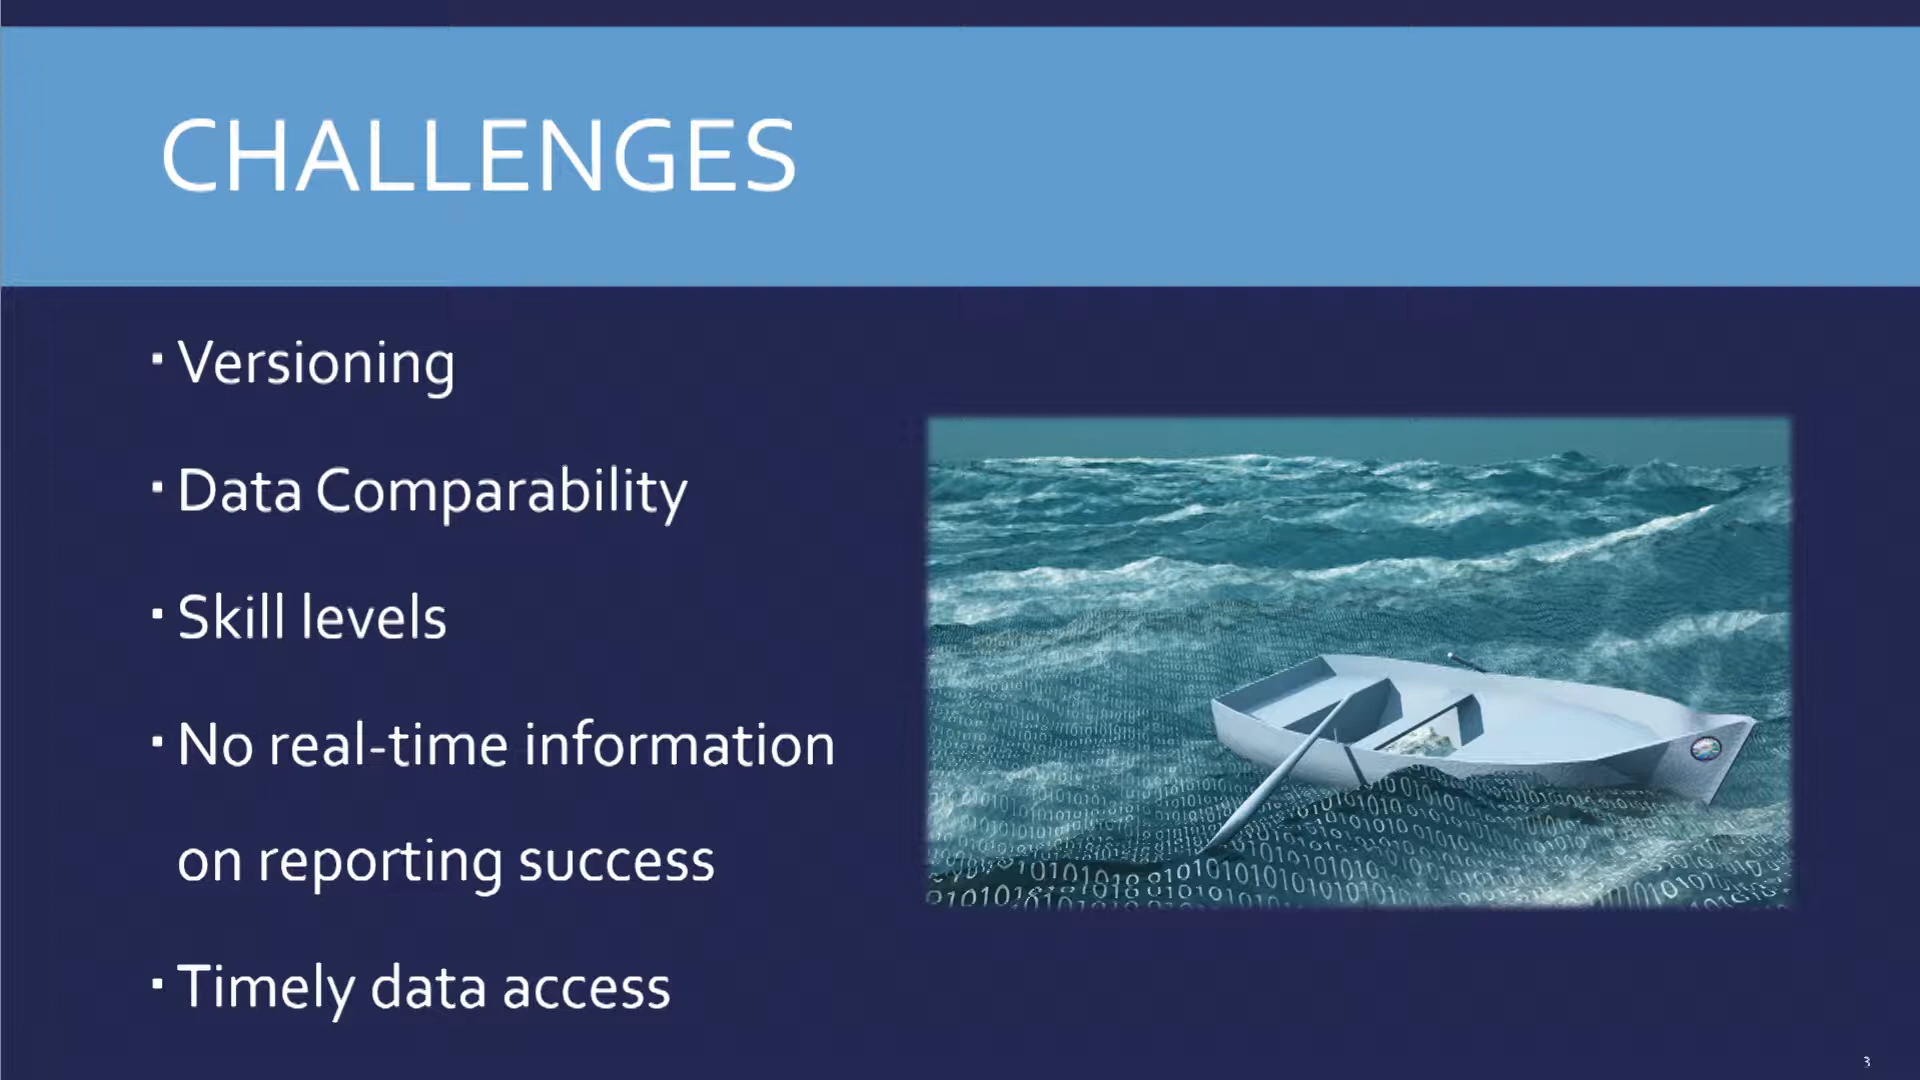 CHALLENGES
▪ Versioning
▪ Data Comparability
▪ Skill levels
▪ No real-time information
on reporting success
▪ Timely data access
3